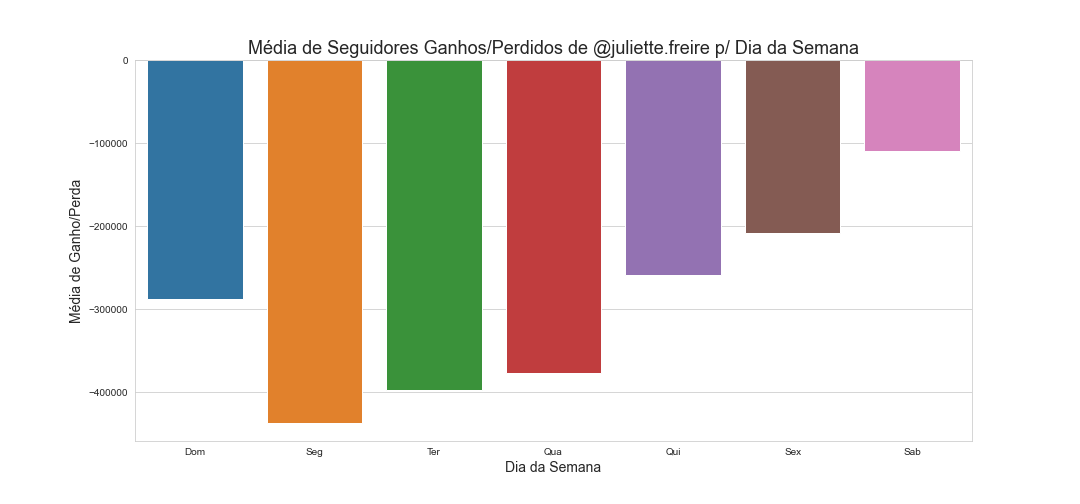 Média de Seguidores Ganhos/Perdidos de @juliette.freire p/ Dia da Semana
0
−100000
−200000
−300000
−400000
Média de Ganho/Perda
Dom Seg Ter Qua Qui Sex Sab
Dia da Semana